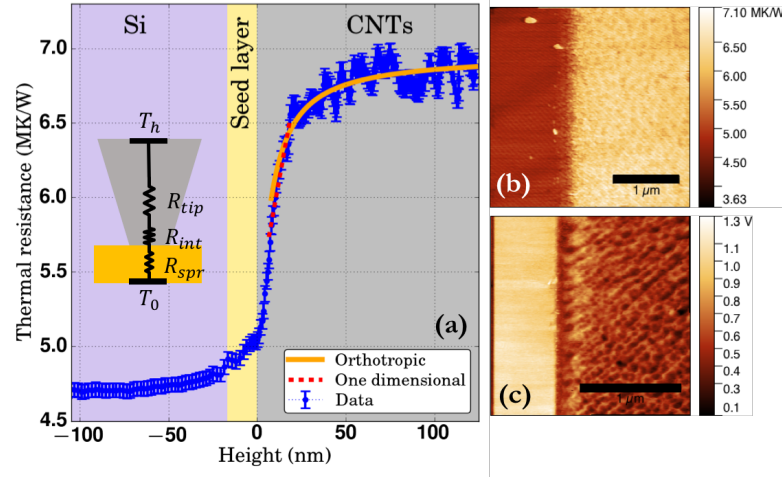 Si
Seed layer
CNTs
7.0
6.5
6.0
5.5
5.0
4.5
Thermal resistance (MK/W)
T_h
R_tip
R_int
R_spr
T_0
(a)
Orthotropic
One dimensional
Data
−100
−50
0
50
100
Height (nm)
7.10 MK/W
6.50
6.00
5.50
5.00
4.50
3.63
(b)
1 µm
1.3 V
1.1
1.0
0.9
0.8
0.7
0.6
0.5
0.4
0.3
0.1
(c)
1 µm